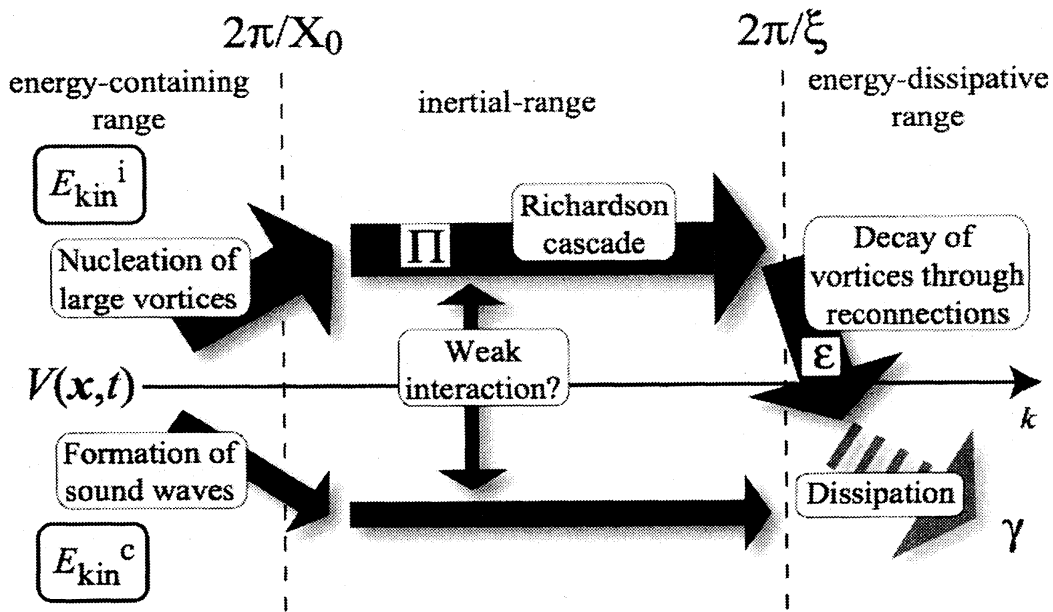 2π/X₀
2π/ξ
energy-containing
range
inertial-range
energy-dissipative
range
E_kin^i
Nucleation of
large vortices
Π
Richardson
cascade
Decay of
vortices through
reconnections
ε
Weak
interaction?
V(x,t)
k
Formation of
sound waves
Dissipation
γ
E_kin^c